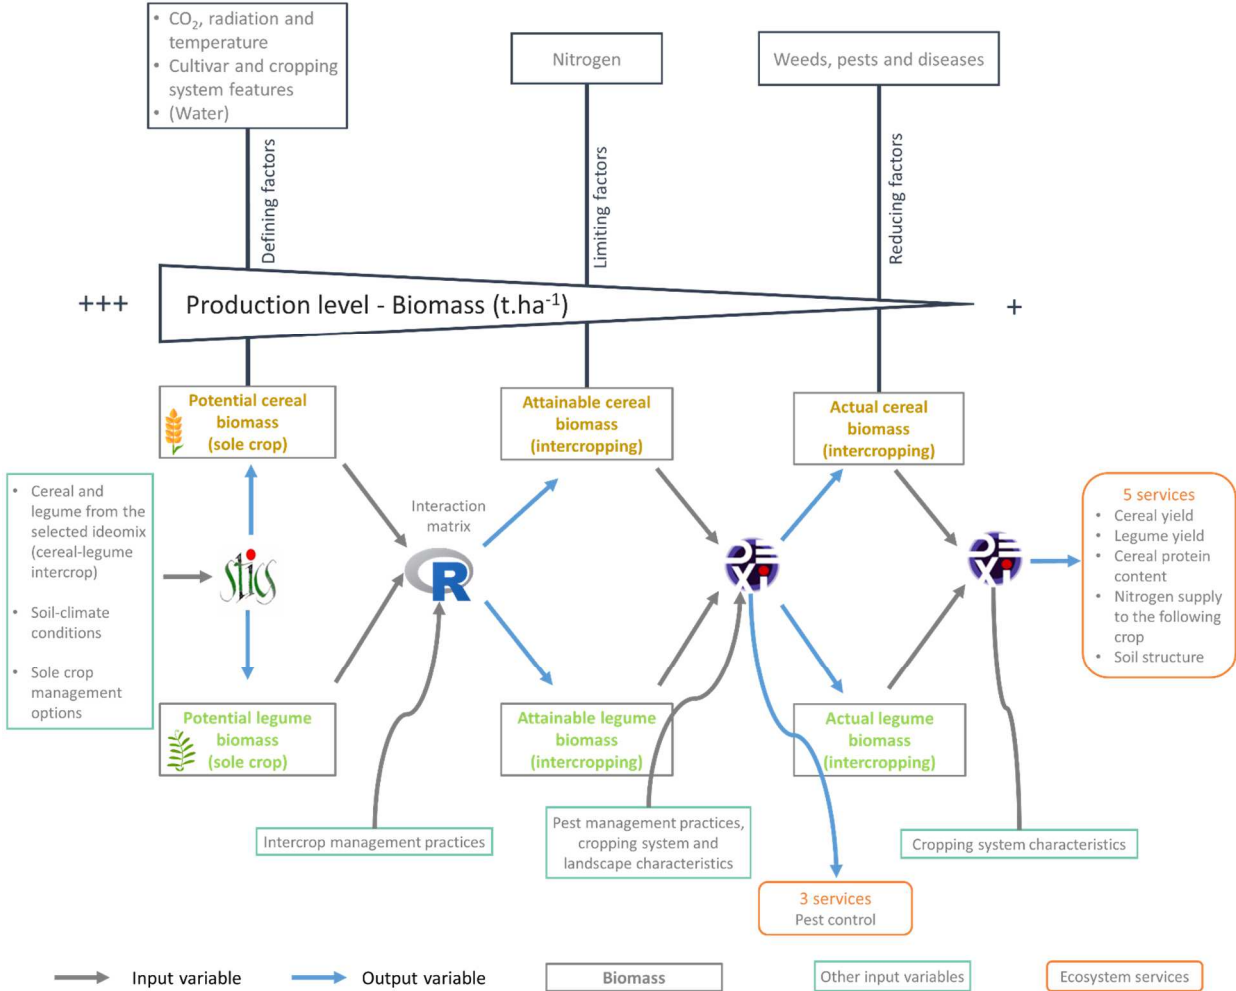 • CO₂, radiation and
temperature
• Cultivar and cropping
system features
• (Water)
Nitrogen
Weeds, pests and diseases
Defining factors
Limiting factors
Reducing factors
+++
Production level - Biomass (t.ha⁻¹)
+
Potential cereal
biomass
(sole crop)
Attainable cereal
biomass
(intercropping)
Actual cereal
biomass
(intercropping)
• Cereal and
legume from the
selected ideomix
(cereal-legume
intercrop)
• Soil-climate
conditions
• Sole crop
management
options
stics
Interaction
matrix
R
DEXi
DEXi
5 services
• Cereal yield
• Legume yield
• Cereal protein
content
• Nitrogen supply
to the following
crop
• Soil structure
Potential legume
biomass
(sole crop)
Attainable legume
biomass
(intercropping)
Actual legume
biomass
(intercropping)
Intercrop management practices
Pest management practices,
cropping system and
landscape characteristics
Cropping system characteristics
3 services
Pest control
Input variable
Output variable
Biomass
Other input variables
Ecosystem services